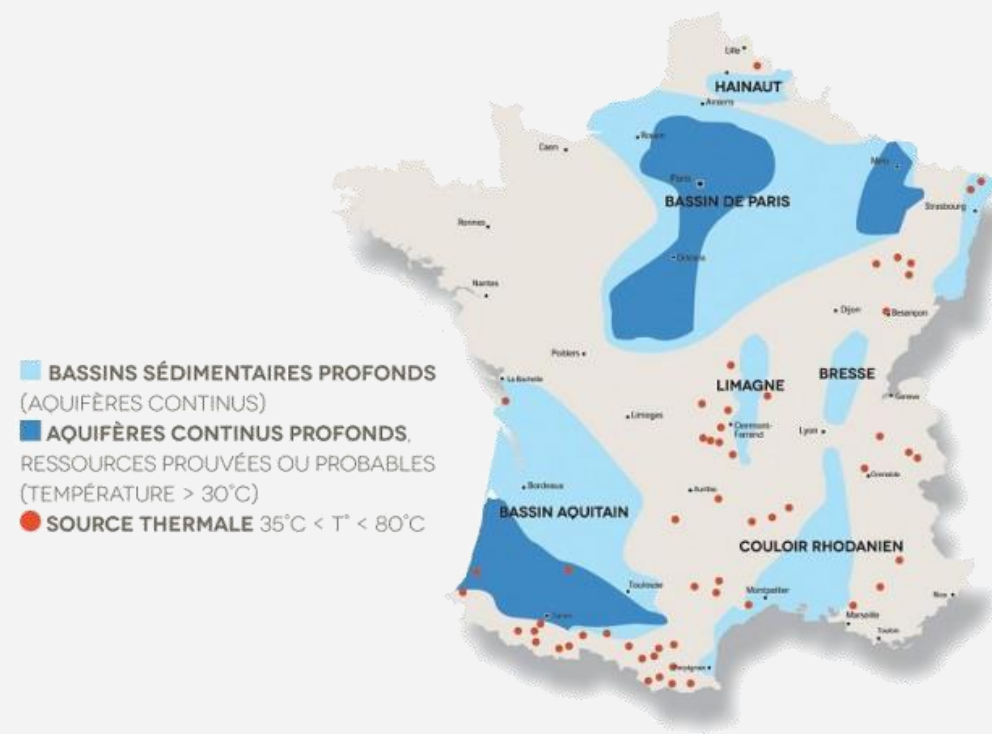 Lille
HAINAUT
Amiens
Rouen
Caen
Metz
Paris
BASSIN DE PARIS
Strasbourg
Rennes
Orléans
Nantes
Dijon
Besançon
Poitiers
BASSINS SÉDIMENTAIRES PROFONDS
(AQUIFÈRES CONTINUS)
AQUIFÈRES CONTINUS PROFONDS,
RESSOURCES PROUVÉES OU PROBABLES
(TEMPÉRATURE > 30°C)
SOURCE THERMALE 35°C < T° < 80°C
La Rochelle
LIMAGNE
BRESSE
Genève
Limoges
Clermont-
Ferrand
Lyon
Grenoble
Bordeaux
Aurillac
BASSIN AQUITAIN
COULOIR RHODANIEN
Toulouse
Montpellier
Nice
Marseille
Toulon
Perpignan